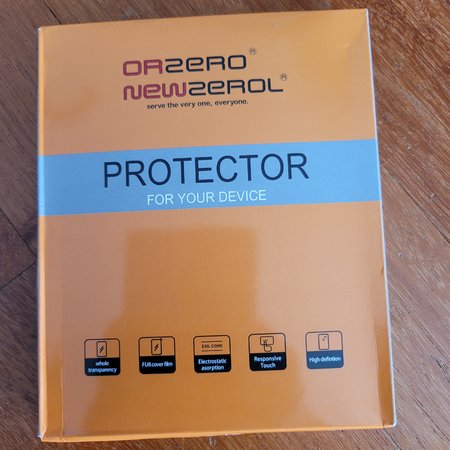 ORZERO®
NEWZEROL®
serve the very one, everyone.
PROTECTOR
FOR YOUR DEVICE
whole
transparency
FUll cover film
ESIL CORE
Electrostatic
asorption
Responsive
Touch
High definition